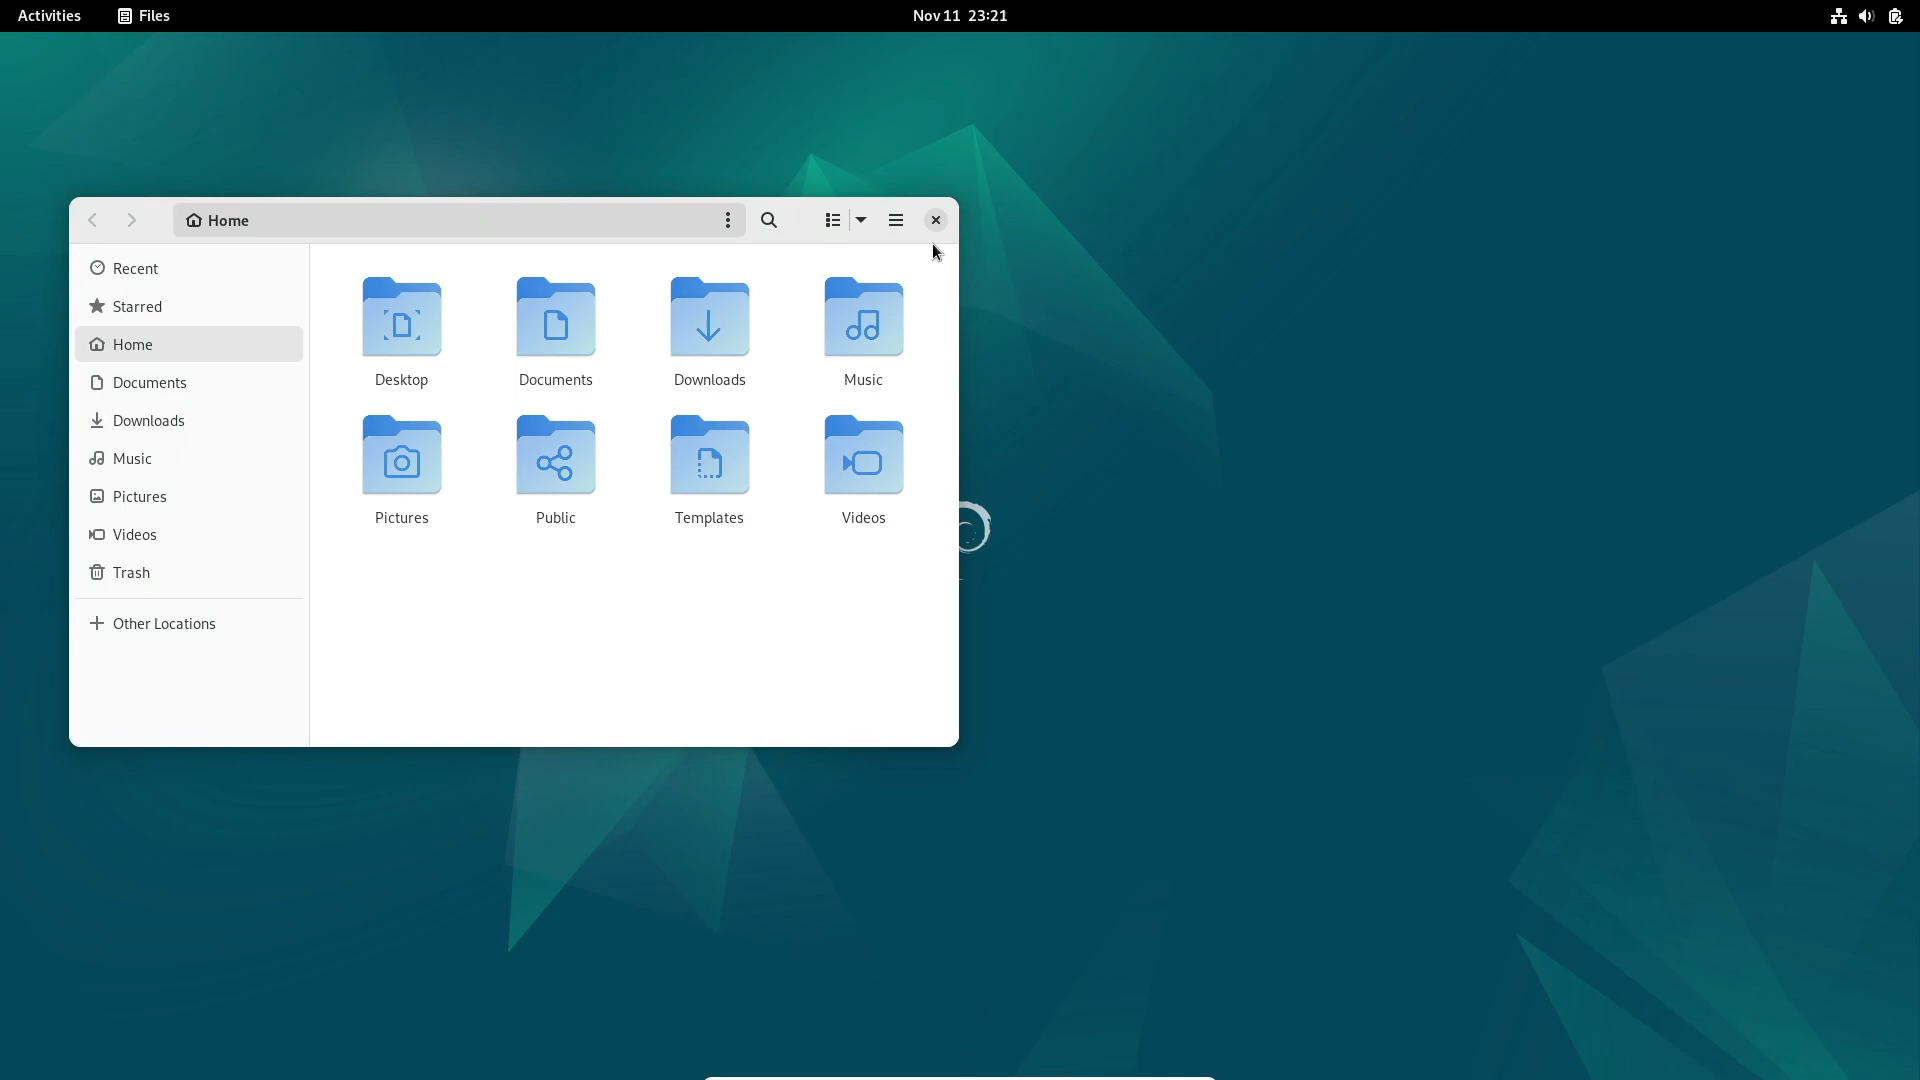 Activities Files Nov 11 23:21
Home
Recent
Starred
Home
Documents
Downloads
Music
Pictures
Videos
Trash
Other Locations
Desktop Documents Downloads Music
Pictures Public Templates Videos